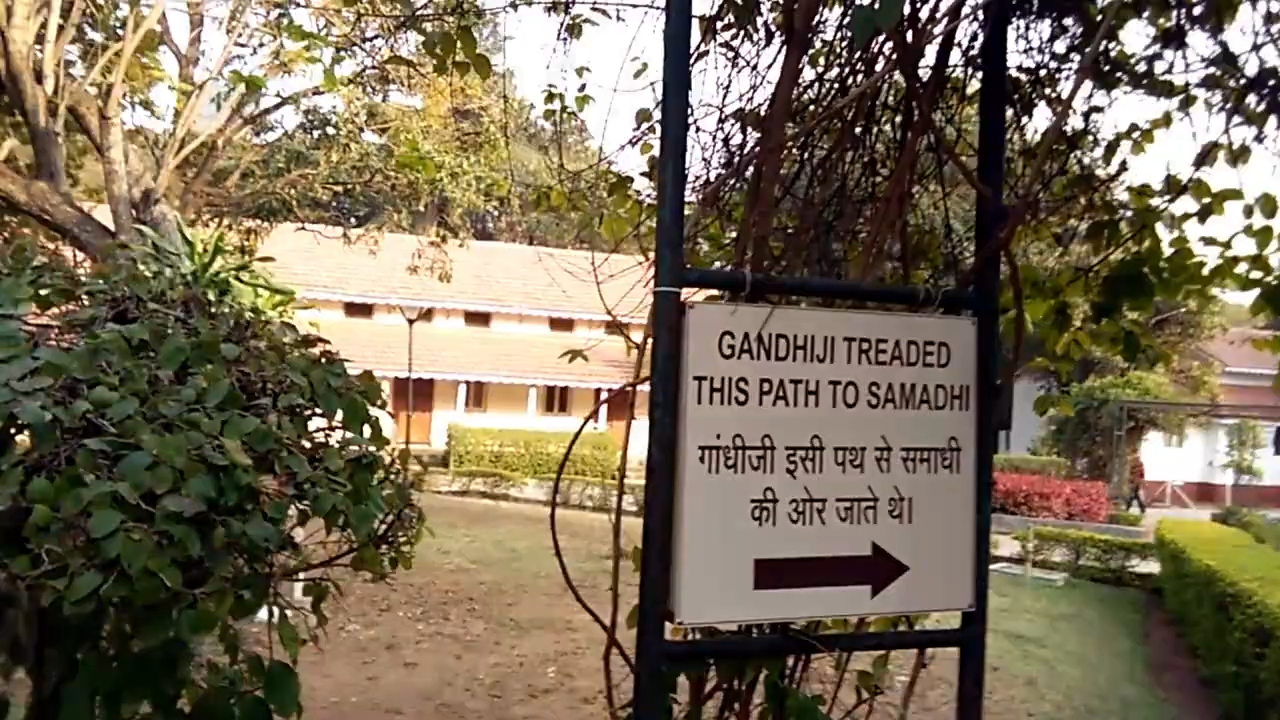 GANDHIJI TREADED
THIS PATH TO SAMADHI
गांधीजी इसी पथ से समाधी
की ओर जाते थे।